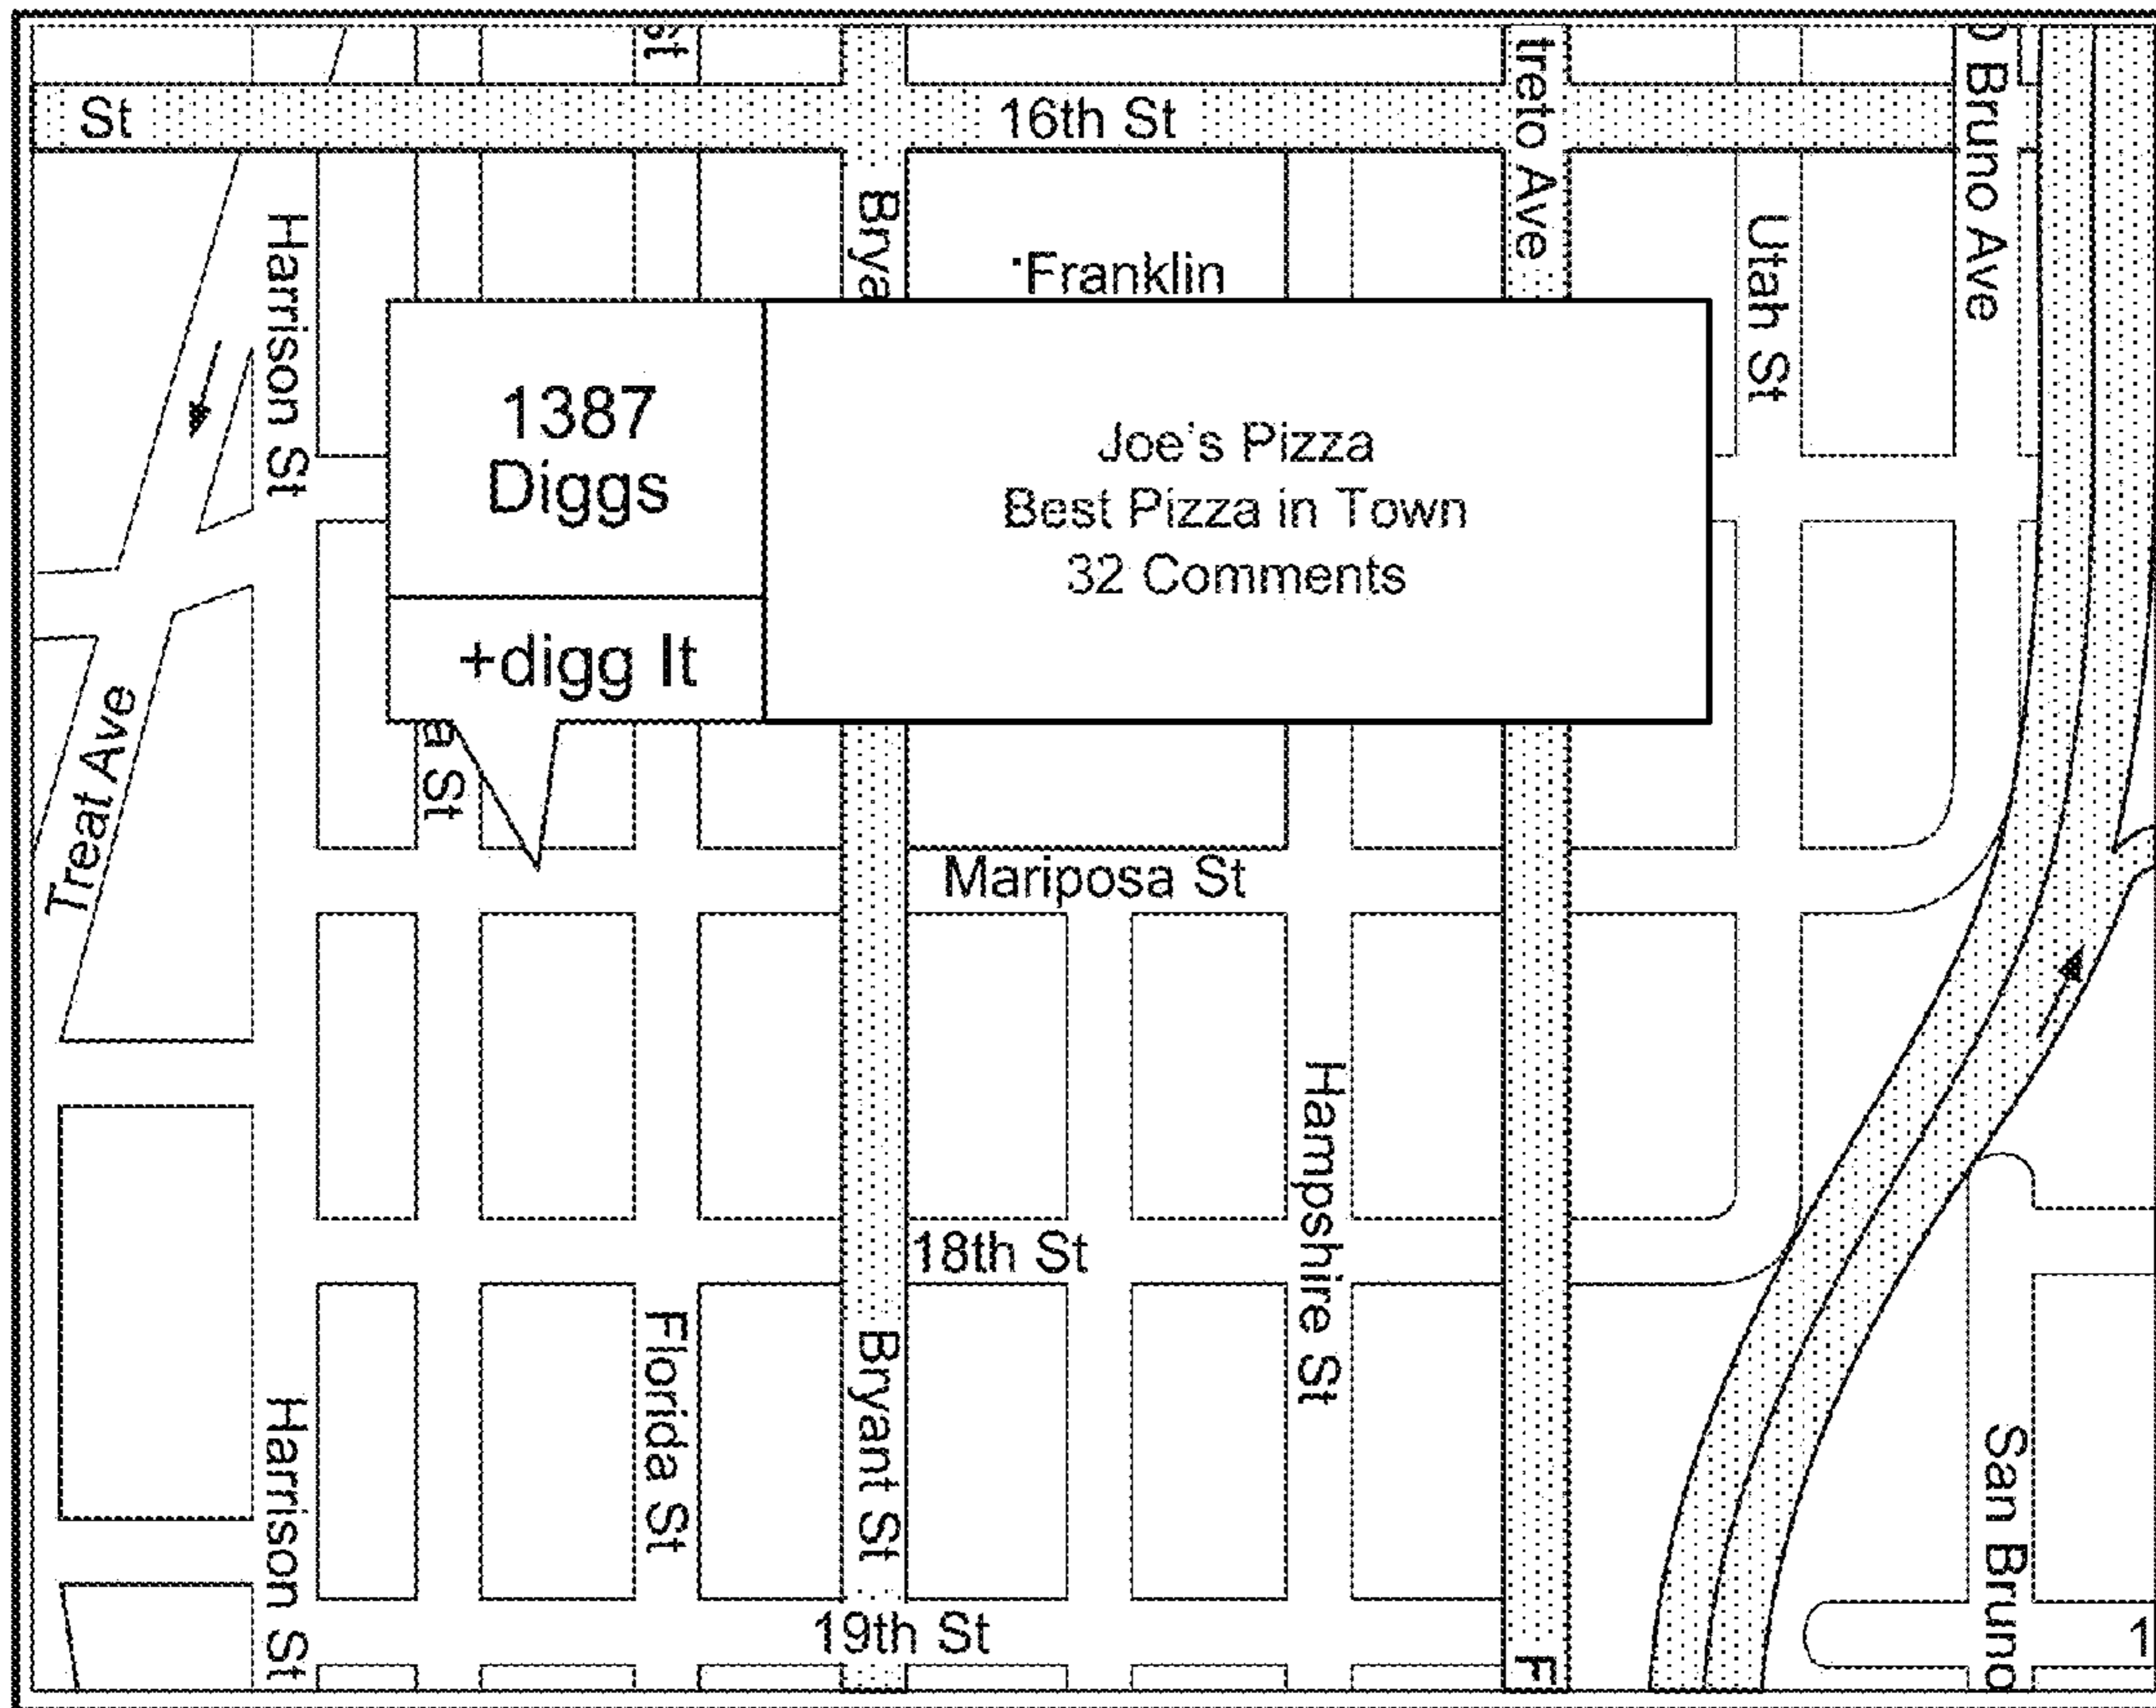 St
St
16th St
treto Ave
Bruno Ave
Harrison St
Brya
Franklin
Utah St
1387
Diggs
Joe's Pizza
Best Pizza in Town
32 Comments
+digg It
a St
Treat Ave
Mariposa St
Hampshire St
18th St
Florida St
Bryant St
Harrison St
San Bruno
19th St
1
F